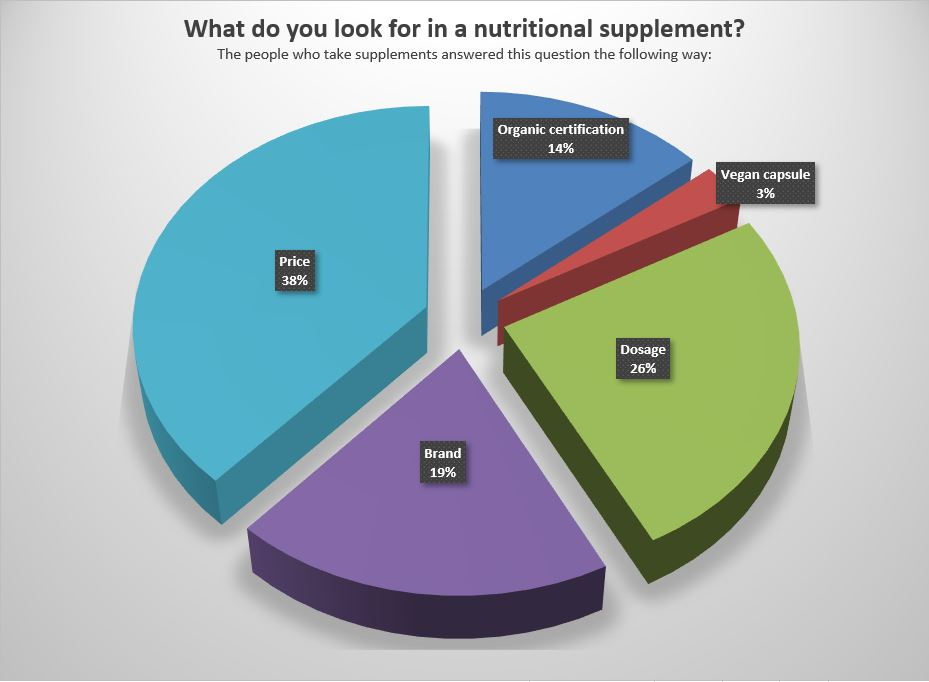 What do you look for in a nutritional supplement?
The people who take supplements answered this question the following way:
Organic certification
14%
Vegan capsule
3%
Price
38%
Dosage
26%
Brand
19%